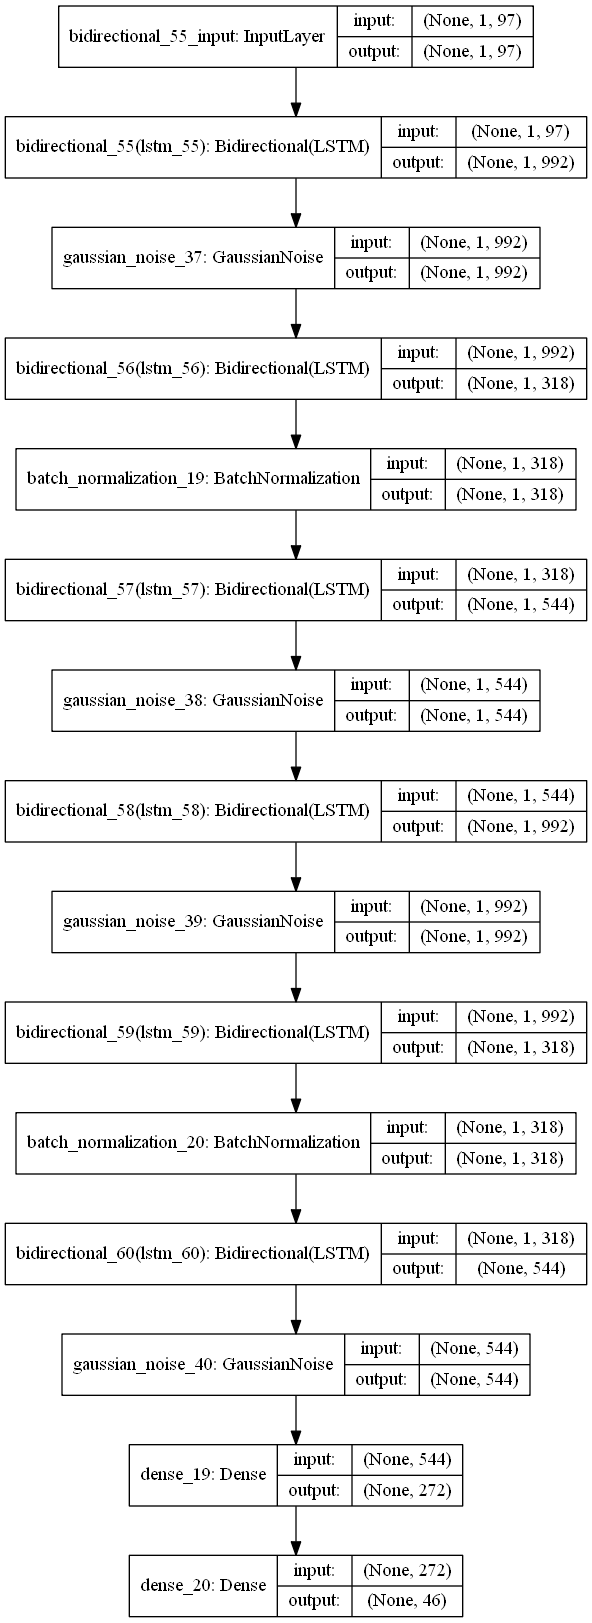 bidirectional_55_input: InputLayer
input: (None, 1, 97)
output: (None, 1, 97)
bidirectional_55(lstm_55): Bidirectional(LSTM)
input: (None, 1, 97)
output: (None, 1, 992)
gaussian_noise_37: GaussianNoise
input: (None, 1, 992)
output: (None, 1, 992)
bidirectional_56(lstm_56): Bidirectional(LSTM)
input: (None, 1, 992)
output: (None, 1, 318)
batch_normalization_19: BatchNormalization
input: (None, 1, 318)
output: (None, 1, 318)
bidirectional_57(lstm_57): Bidirectional(LSTM)
input: (None, 1, 318)
output: (None, 1, 544)
gaussian_noise_38: GaussianNoise
input: (None, 1, 544)
output: (None, 1, 544)
bidirectional_58(lstm_58): Bidirectional(LSTM)
input: (None, 1, 544)
output: (None, 1, 992)
gaussian_noise_39: GaussianNoise
input: (None, 1, 992)
output: (None, 1, 992)
bidirectional_59(lstm_59): Bidirectional(LSTM)
input: (None, 1, 992)
output: (None, 1, 318)
batch_normalization_20: BatchNormalization
input: (None, 1, 318)
output: (None, 1, 318)
bidirectional_60(lstm_60): Bidirectional(LSTM)
input: (None, 1, 318)
output: (None, 544)
gaussian_noise_40: GaussianNoise
input: (None, 544)
output: (None, 544)
dense_19: Dense
input: (None, 544)
output: (None, 272)
dense_20: Dense
input: (None, 272)
output: (None, 46)